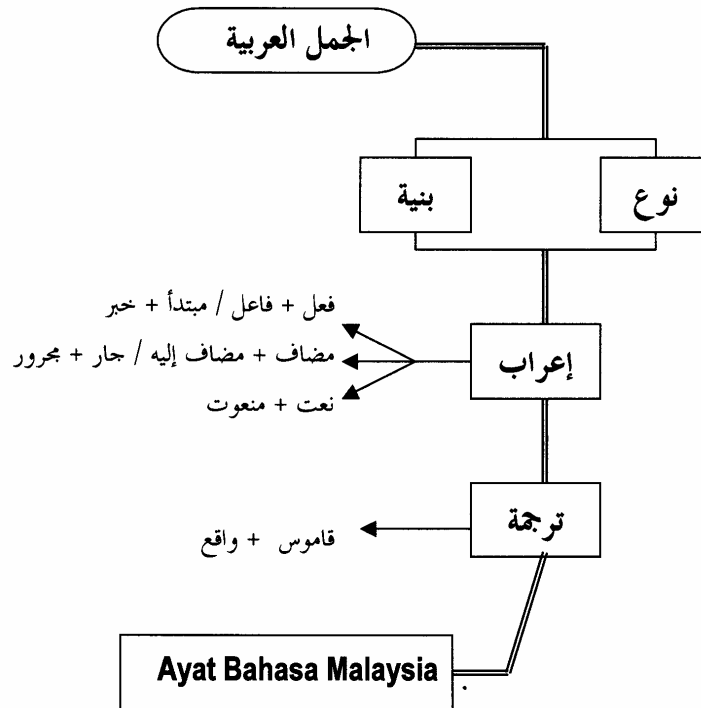 الجمل العربية
نوع
بنية
فعل + فاعل / مبتدأ + خبر
مضاف + مضاف إليه / جار + مجرور
نعت + منعوت
إعراب
ترجمة
قاموس + واقع
Ayat Bahasa Malaysia